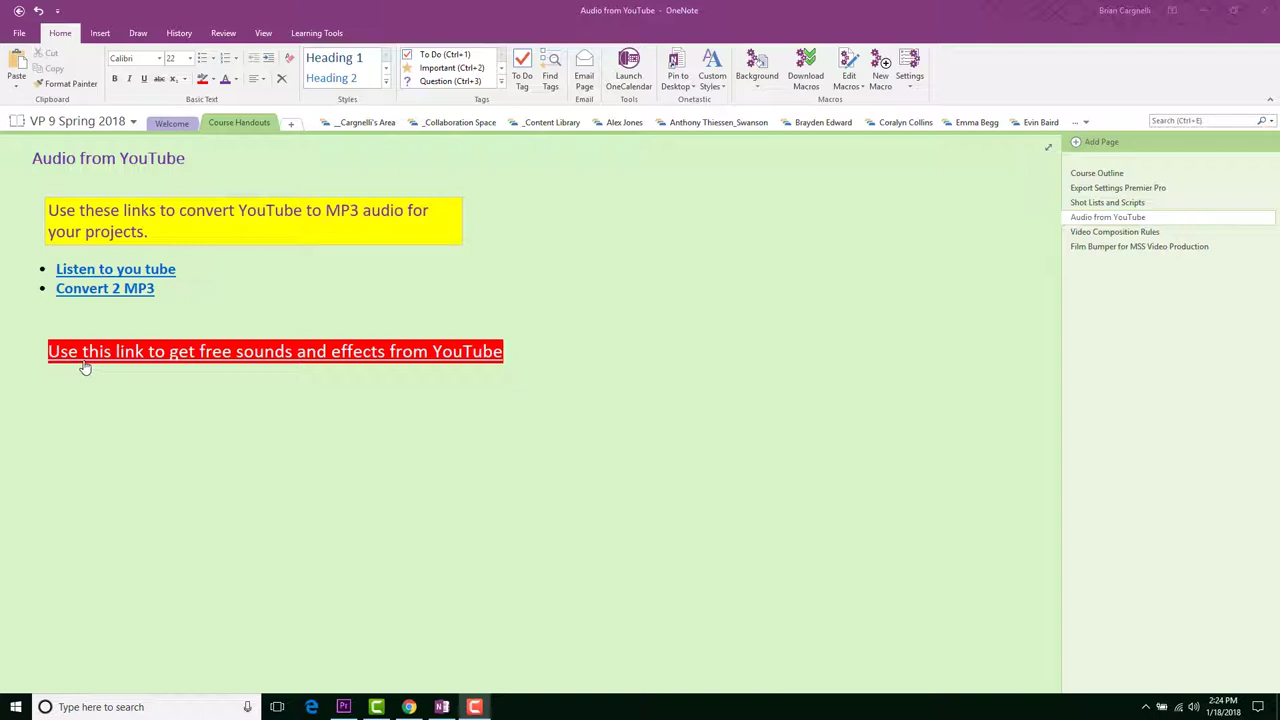 Audio from YouTube - OneNote
Brian Cargnelli
File Home Insert Draw History Review View Learning Tools
Paste
Cut
Copy
Format Painter
Clipboard
Calibri 22
B I U abc x
Basic Text
Heading 1
Heading 2
Styles
To Do (Ctrl+1)
Important (Ctrl+2)
Question (Ctrl+3)
Tags
To Do Tag
Find Tags
Email Page
Email
Launch OneCalendar
Tools
Pin to Desktop
Custom Styles
Onetastic
Background
Download Macros
Edit Macros
New Macro
Settings
Macros
VP 9 Spring 2018 Welcome Course Handouts __Cargnelli's Area _Collaboration Space _Content Library Alex Jones Anthony Thiessen_Swanson Brayden Edward Coralyn Collins Emma Begg Evin Baird ... Search (Ctrl+E)
Audio from YouTube
Use these links to convert YouTube to MP3 audio for
your projects.
• Listen to you tube
• Convert 2 MP3
Use this link to get free sounds and effects from YouTube
Add Page
Course Outline
Export Settings Premier Pro
Shot Lists and Scripts
Audio from YouTube
Video Composition Rules
Film Bumper for MSS Video Production
Type here to search
2:24 PM
1/18/2018